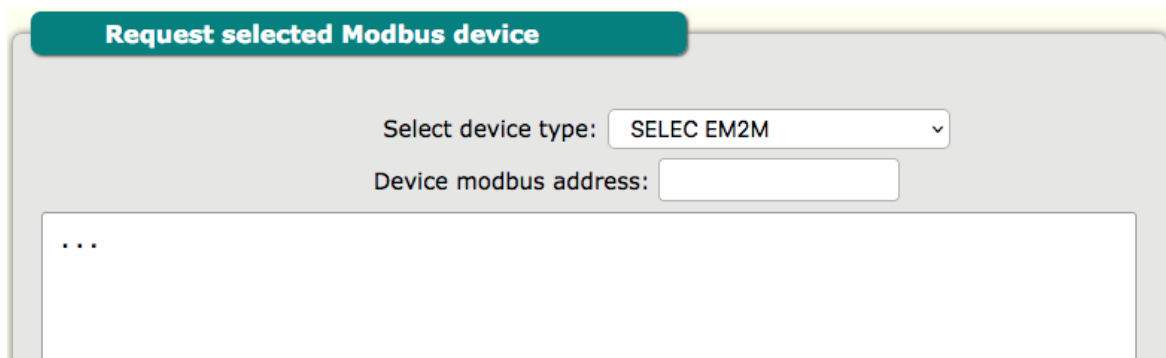 Request selected Modbus device
Select device type: SELEC EM2M
Device modbus address:
...